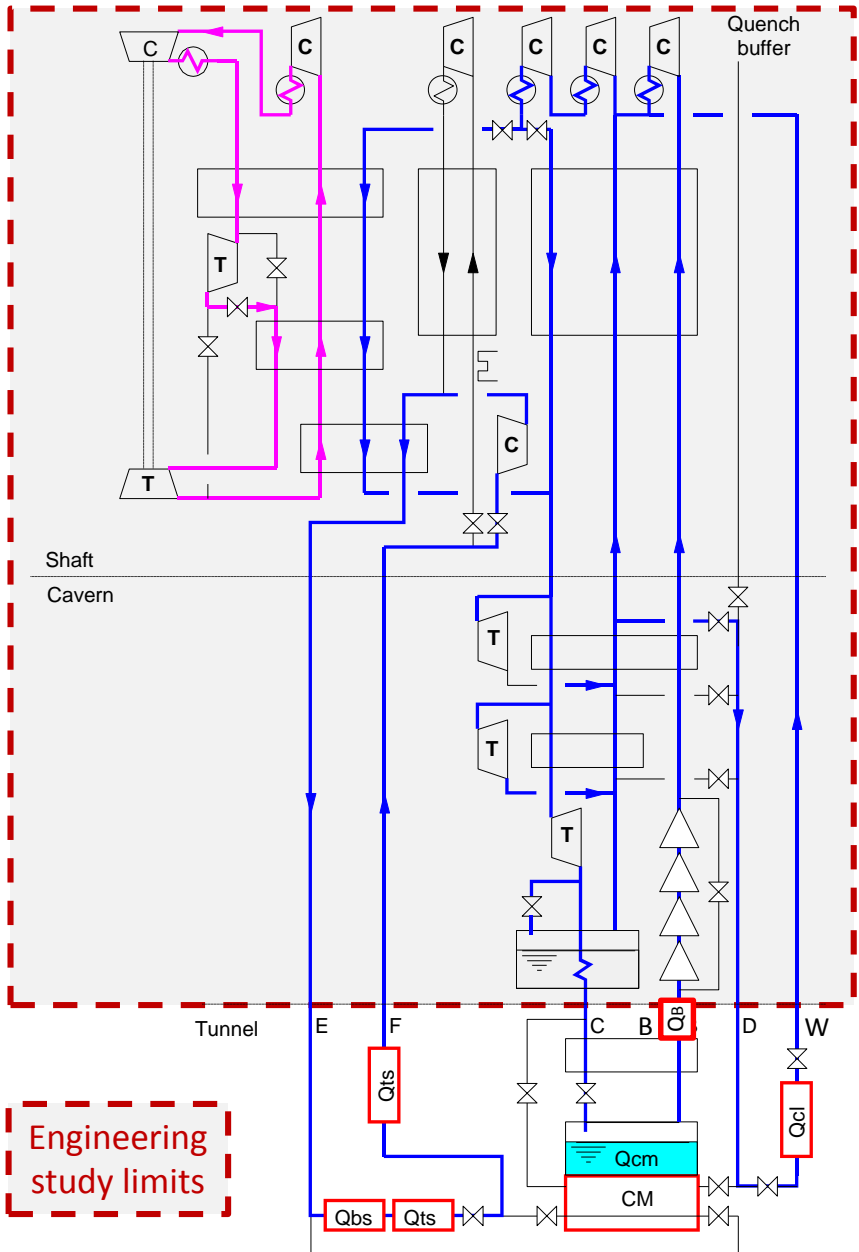 C
C
C
C
C
C
Quench
buffer
T
C
T
Shaft
Cavern
T
T
T
Tunnel
E
F
C
B
QB
D
W
Qts
Qcl
Engineering
study limits
Qcm
CM
Qbs
Qts